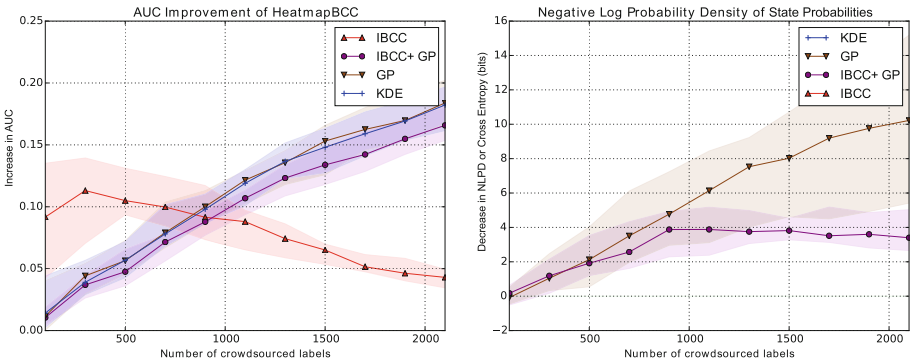 AUC Improvement of HeatmapBCC
0.25
0.20
0.15
0.10
0.05
0.00
Increase in AUC
IBCC
IBCC+ GP
GP
KDE
500
1000
1500
2000
Number of crowdsourced labels
Negative Log Probability Density of State Probabilities
16
14
12
10
8
6
4
2
0
−2
Decrease in NLPD or Cross Entropy (bits)
KDE
GP
IBCC+ GP
IBCC
500
1000
1500
2000
Number of crowdsourced labels